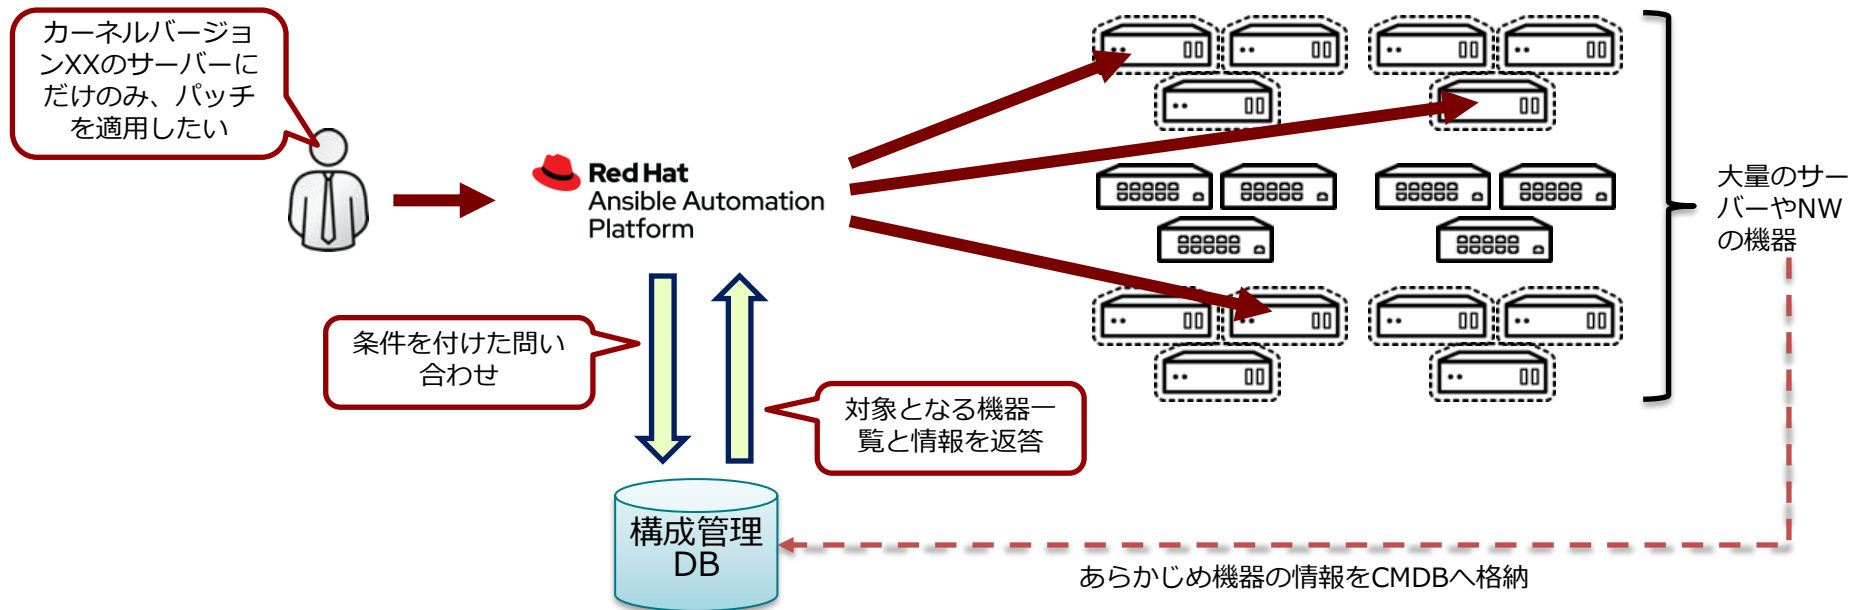 カーネルバージョ
ンXXのサーバーに
だけのみ、パッチ
を適用したい
Red Hat
Ansible Automation
Platform
大量のサー
バーやNW
の機器
条件を付けた問い
合わせ
対象となる機器一
覧と情報を返答
構成管理
DB
あらかじめ機器の情報をCMDBへ格納